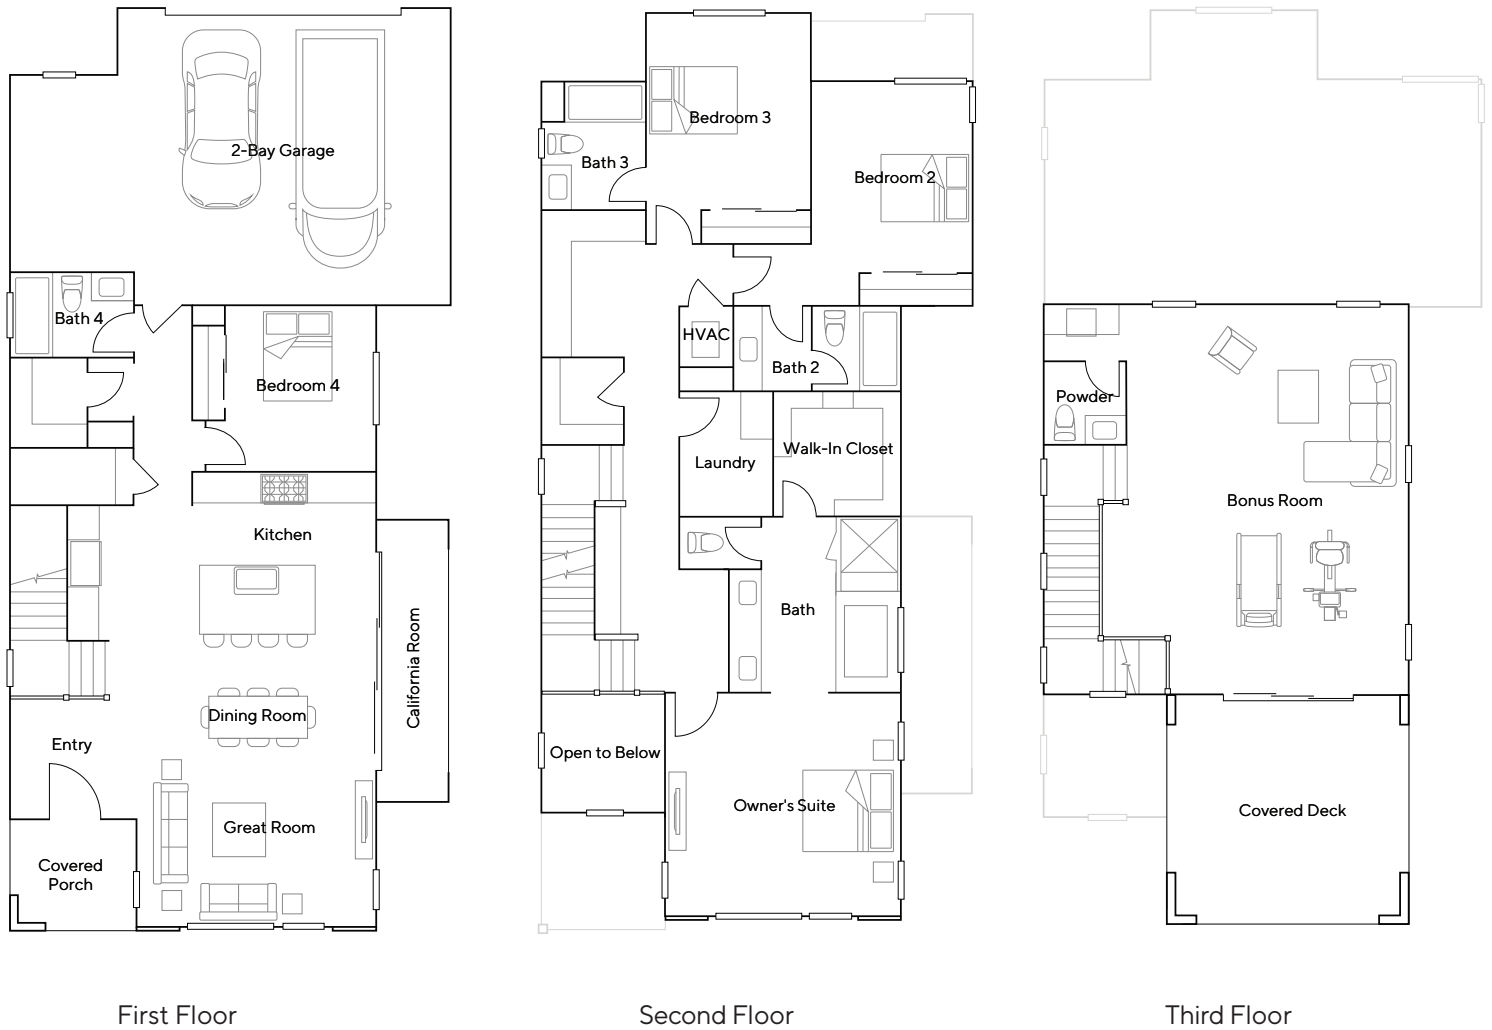 2-Bay Garage
Bath 4
Bedroom 4
Kitchen
California Room
Dining Room
Entry
Great Room
Covered
Porch
First Floor
Bedroom 3
Bath 3
Bedroom 2
HVAC
Bath 2
Walk-In Closet
Laundry
Bath
Open to Below
Owner's Suite
Second Floor
Powder
Bonus Room
Covered Deck
Third Floor